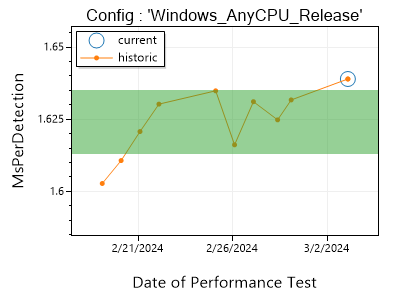 Config : 'Windows_AnyCPU_Release'
current
historic
1.65
1.625
1.6
MsPerDetection
2/21/2024
2/26/2024
3/2/2024
Date of Performance Test